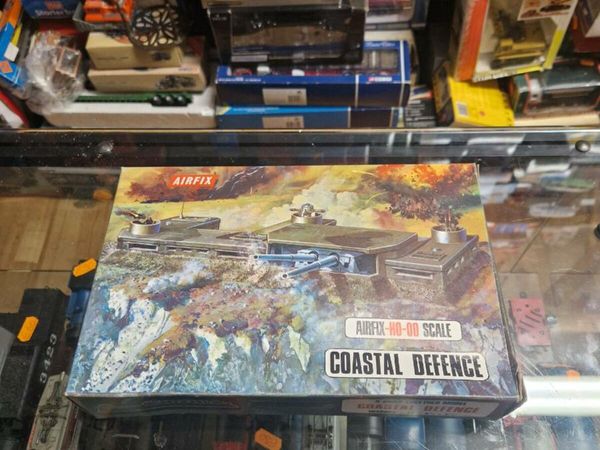 AIRFIX
AIRFIX-HO-OO SCALE
COASTAL DEFENCE
COASTAL DEFENCE